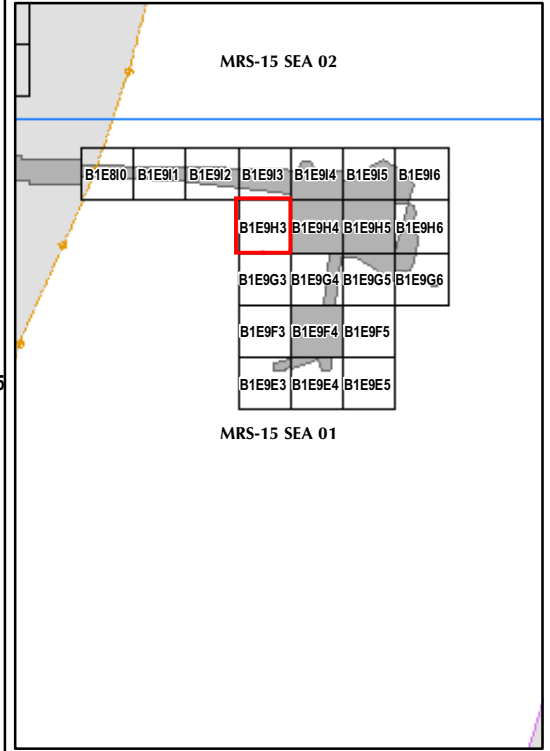 MRS-15 SEA 02
B1E8I0 B1E9I1 B1E9I2 B1E9I3 B1E9I4 B1E9I5 B1E9I6
B1E9H3 B1E9H4 B1E9H5 B1E9H6
B1E9G3 B1E9G4 B1E9G5 B1E9G6
B1E9F3 B1E9F4 B1E9F5
5
B1E9E3 B1E9E4 B1E9E5
MRS-15 SEA 01